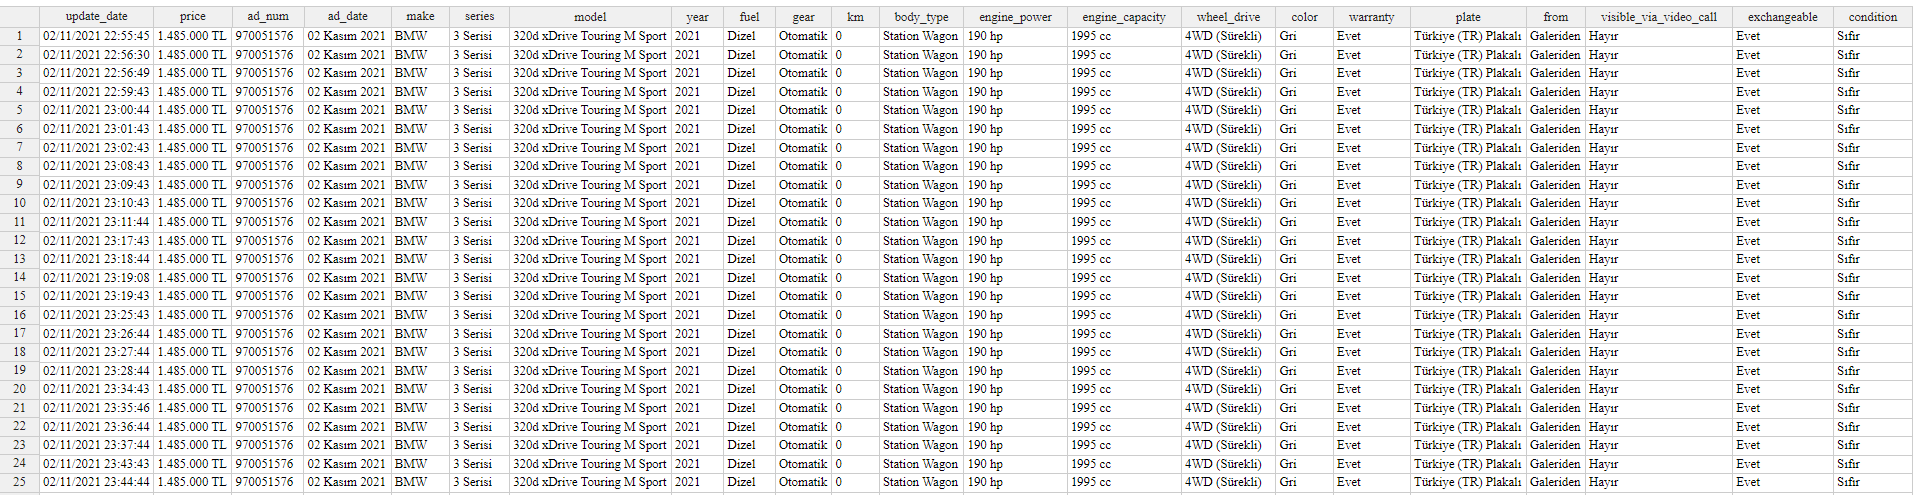 update_date price ad_num ad_date make series model year fuel gear km body_type engine_power engine_capacity wheel_drive color warranty plate from visible_via_video_call exchangeable condition
1 02/11/2021 22:55:45 1.485.000 TL 970051576 02 Kasım 2021 BMW 3 Serisi 320d xDrive Touring M Sport 2021 Dizel Otomatik 0 Station Wagon 190 hp 1995 cc 4WD (Sürekli) Gri Evet Türkiye (TR) Plakalı Galeriden Hayır Evet Sıfır
2 02/11/2021 22:56:30 1.485.000 TL 970051576 02 Kasım 2021 BMW 3 Serisi 320d xDrive Touring M Sport 2021 Dizel Otomatik 0 Station Wagon 190 hp 1995 cc 4WD (Sürekli) Gri Evet Türkiye (TR) Plakalı Galeriden Hayır Evet Sıfır
3 02/11/2021 22:56:49 1.485.000 TL 970051576 02 Kasım 2021 BMW 3 Serisi 320d xDrive Touring M Sport 2021 Dizel Otomatik 0 Station Wagon 190 hp 1995 cc 4WD (Sürekli) Gri Evet Türkiye (TR) Plakalı Galeriden Hayır Evet Sıfır
4 02/11/2021 22:59:43 1.485.000 TL 970051576 02 Kasım 2021 BMW 3 Serisi 320d xDrive Touring M Sport 2021 Dizel Otomatik 0 Station Wagon 190 hp 1995 cc 4WD (Sürekli) Gri Evet Türkiye (TR) Plakalı Galeriden Hayır Evet Sıfır
5 02/11/2021 23:00:44 1.485.000 TL 970051576 02 Kasım 2021 BMW 3 Serisi 320d xDrive Touring M Sport 2021 Dizel Otomatik 0 Station Wagon 190 hp 1995 cc 4WD (Sürekli) Gri Evet Türkiye (TR) Plakalı Galeriden Hayır Evet Sıfır
6 02/11/2021 23:01:43 1.485.000 TL 970051576 02 Kasım 2021 BMW 3 Serisi 320d xDrive Touring M Sport 2021 Dizel Otomatik 0 Station Wagon 190 hp 1995 cc 4WD (Sürekli) Gri Evet Türkiye (TR) Plakalı Galeriden Hayır Evet Sıfır
7 02/11/2021 23:02:43 1.485.000 TL 970051576 02 Kasım 2021 BMW 3 Serisi 320d xDrive Touring M Sport 2021 Dizel Otomatik 0 Station Wagon 190 hp 1995 cc 4WD (Sürekli) Gri Evet Türkiye (TR) Plakalı Galeriden Hayır Evet Sıfır
8 02/11/2021 23:08:43 1.485.000 TL 970051576 02 Kasım 2021 BMW 3 Serisi 320d xDrive Touring M Sport 2021 Dizel Otomatik 0 Station Wagon 190 hp 1995 cc 4WD (Sürekli) Gri Evet Türkiye (TR) Plakalı Galeriden Hayır Evet Sıfır
9 02/11/2021 23:09:43 1.485.000 TL 970051576 02 Kasım 2021 BMW 3 Serisi 320d xDrive Touring M Sport 2021 Dizel Otomatik 0 Station Wagon 190 hp 1995 cc 4WD (Sürekli) Gri Evet Türkiye (TR) Plakalı Galeriden Hayır Evet Sıfır
10 02/11/2021 23:10:43 1.485.000 TL 970051576 02 Kasım 2021 BMW 3 Serisi 320d xDrive Touring M Sport 2021 Dizel Otomatik 0 Station Wagon 190 hp 1995 cc 4WD (Sürekli) Gri Evet Türkiye (TR) Plakalı Galeriden Hayır Evet Sıfır
11 02/11/2021 23:11:44 1.485.000 TL 970051576 02 Kasım 2021 BMW 3 Serisi 320d xDrive Touring M Sport 2021 Dizel Otomatik 0 Station Wagon 190 hp 1995 cc 4WD (Sürekli) Gri Evet Türkiye (TR) Plakalı Galeriden Hayır Evet Sıfır
12 02/11/2021 23:17:43 1.485.000 TL 970051576 02 Kasım 2021 BMW 3 Serisi 320d xDrive Touring M Sport 2021 Dizel Otomatik 0 Station Wagon 190 hp 1995 cc 4WD (Sürekli) Gri Evet Türkiye (TR) Plakalı Galeriden Hayır Evet Sıfır
13 02/11/2021 23:18:44 1.485.000 TL 970051576 02 Kasım 2021 BMW 3 Serisi 320d xDrive Touring M Sport 2021 Dizel Otomatik 0 Station Wagon 190 hp 1995 cc 4WD (Sürekli) Gri Evet Türkiye (TR) Plakalı Galeriden Hayır Evet Sıfır
14 02/11/2021 23:19:08 1.485.000 TL 970051576 02 Kasım 2021 BMW 3 Serisi 320d xDrive Touring M Sport 2021 Dizel Otomatik 0 Station Wagon 190 hp 1995 cc 4WD (Sürekli) Gri Evet Türkiye (TR) Plakalı Galeriden Hayır Evet Sıfır
15 02/11/2021 23:19:43 1.485.000 TL 970051576 02 Kasım 2021 BMW 3 Serisi 320d xDrive Touring M Sport 2021 Dizel Otomatik 0 Station Wagon 190 hp 1995 cc 4WD (Sürekli) Gri Evet Türkiye (TR) Plakalı Galeriden Hayır Evet Sıfır
16 02/11/2021 23:25:43 1.485.000 TL 970051576 02 Kasım 2021 BMW 3 Serisi 320d xDrive Touring M Sport 2021 Dizel Otomatik 0 Station Wagon 190 hp 1995 cc 4WD (Sürekli) Gri Evet Türkiye (TR) Plakalı Galeriden Hayır Evet Sıfır
17 02/11/2021 23:26:44 1.485.000 TL 970051576 02 Kasım 2021 BMW 3 Serisi 320d xDrive Touring M Sport 2021 Dizel Otomatik 0 Station Wagon 190 hp 1995 cc 4WD (Sürekli) Gri Evet Türkiye (TR) Plakalı Galeriden Hayır Evet Sıfır
18 02/11/2021 23:27:44 1.485.000 TL 970051576 02 Kasım 2021 BMW 3 Serisi 320d xDrive Touring M Sport 2021 Dizel Otomatik 0 Station Wagon 190 hp 1995 cc 4WD (Sürekli) Gri Evet Türkiye (TR) Plakalı Galeriden Hayır Evet Sıfır
19 02/11/2021 23:28:44 1.485.000 TL 970051576 02 Kasım 2021 BMW 3 Serisi 320d xDrive Touring M Sport 2021 Dizel Otomatik 0 Station Wagon 190 hp 1995 cc 4WD (Sürekli) Gri Evet Türkiye (TR) Plakalı Galeriden Hayır Evet Sıfır
20 02/11/2021 23:34:43 1.485.000 TL 970051576 02 Kasım 2021 BMW 3 Serisi 320d xDrive Touring M Sport 2021 Dizel Otomatik 0 Station Wagon 190 hp 1995 cc 4WD (Sürekli) Gri Evet Türkiye (TR) Plakalı Galeriden Hayır Evet Sıfır
21 02/11/2021 23:35:46 1.485.000 TL 970051576 02 Kasım 2021 BMW 3 Serisi 320d xDrive Touring M Sport 2021 Dizel Otomatik 0 Station Wagon 190 hp 1995 cc 4WD (Sürekli) Gri Evet Türkiye (TR) Plakalı Galeriden Hayır Evet Sıfır
22 02/11/2021 23:36:44 1.485.000 TL 970051576 02 Kasım 2021 BMW 3 Serisi 320d xDrive Touring M Sport 2021 Dizel Otomatik 0 Station Wagon 190 hp 1995 cc 4WD (Sürekli) Gri Evet Türkiye (TR) Plakalı Galeriden Hayır Evet Sıfır
23 02/11/2021 23:37:44 1.485.000 TL 970051576 02 Kasım 2021 BMW 3 Serisi 320d xDrive Touring M Sport 2021 Dizel Otomatik 0 Station Wagon 190 hp 1995 cc 4WD (Sürekli) Gri Evet Türkiye (TR) Plakalı Galeriden Hayır Evet Sıfır
24 02/11/2021 23:43:43 1.485.000 TL 970051576 02 Kasım 2021 BMW 3 Serisi 320d xDrive Touring M Sport 2021 Dizel Otomatik 0 Station Wagon 190 hp 1995 cc 4WD (Sürekli) Gri Evet Türkiye (TR) Plakalı Galeriden Hayır Evet Sıfır
25 02/11/2021 23:44:44 1.485.000 TL 970051576 02 Kasım 2021 BMW 3 Serisi 320d xDrive Touring M Sport 2021 Dizel Otomatik 0 Station Wagon 190 hp 1995 cc 4WD (Sürekli) Gri Evet Türkiye (TR) Plakalı Galeriden Hayır Evet Sıfır